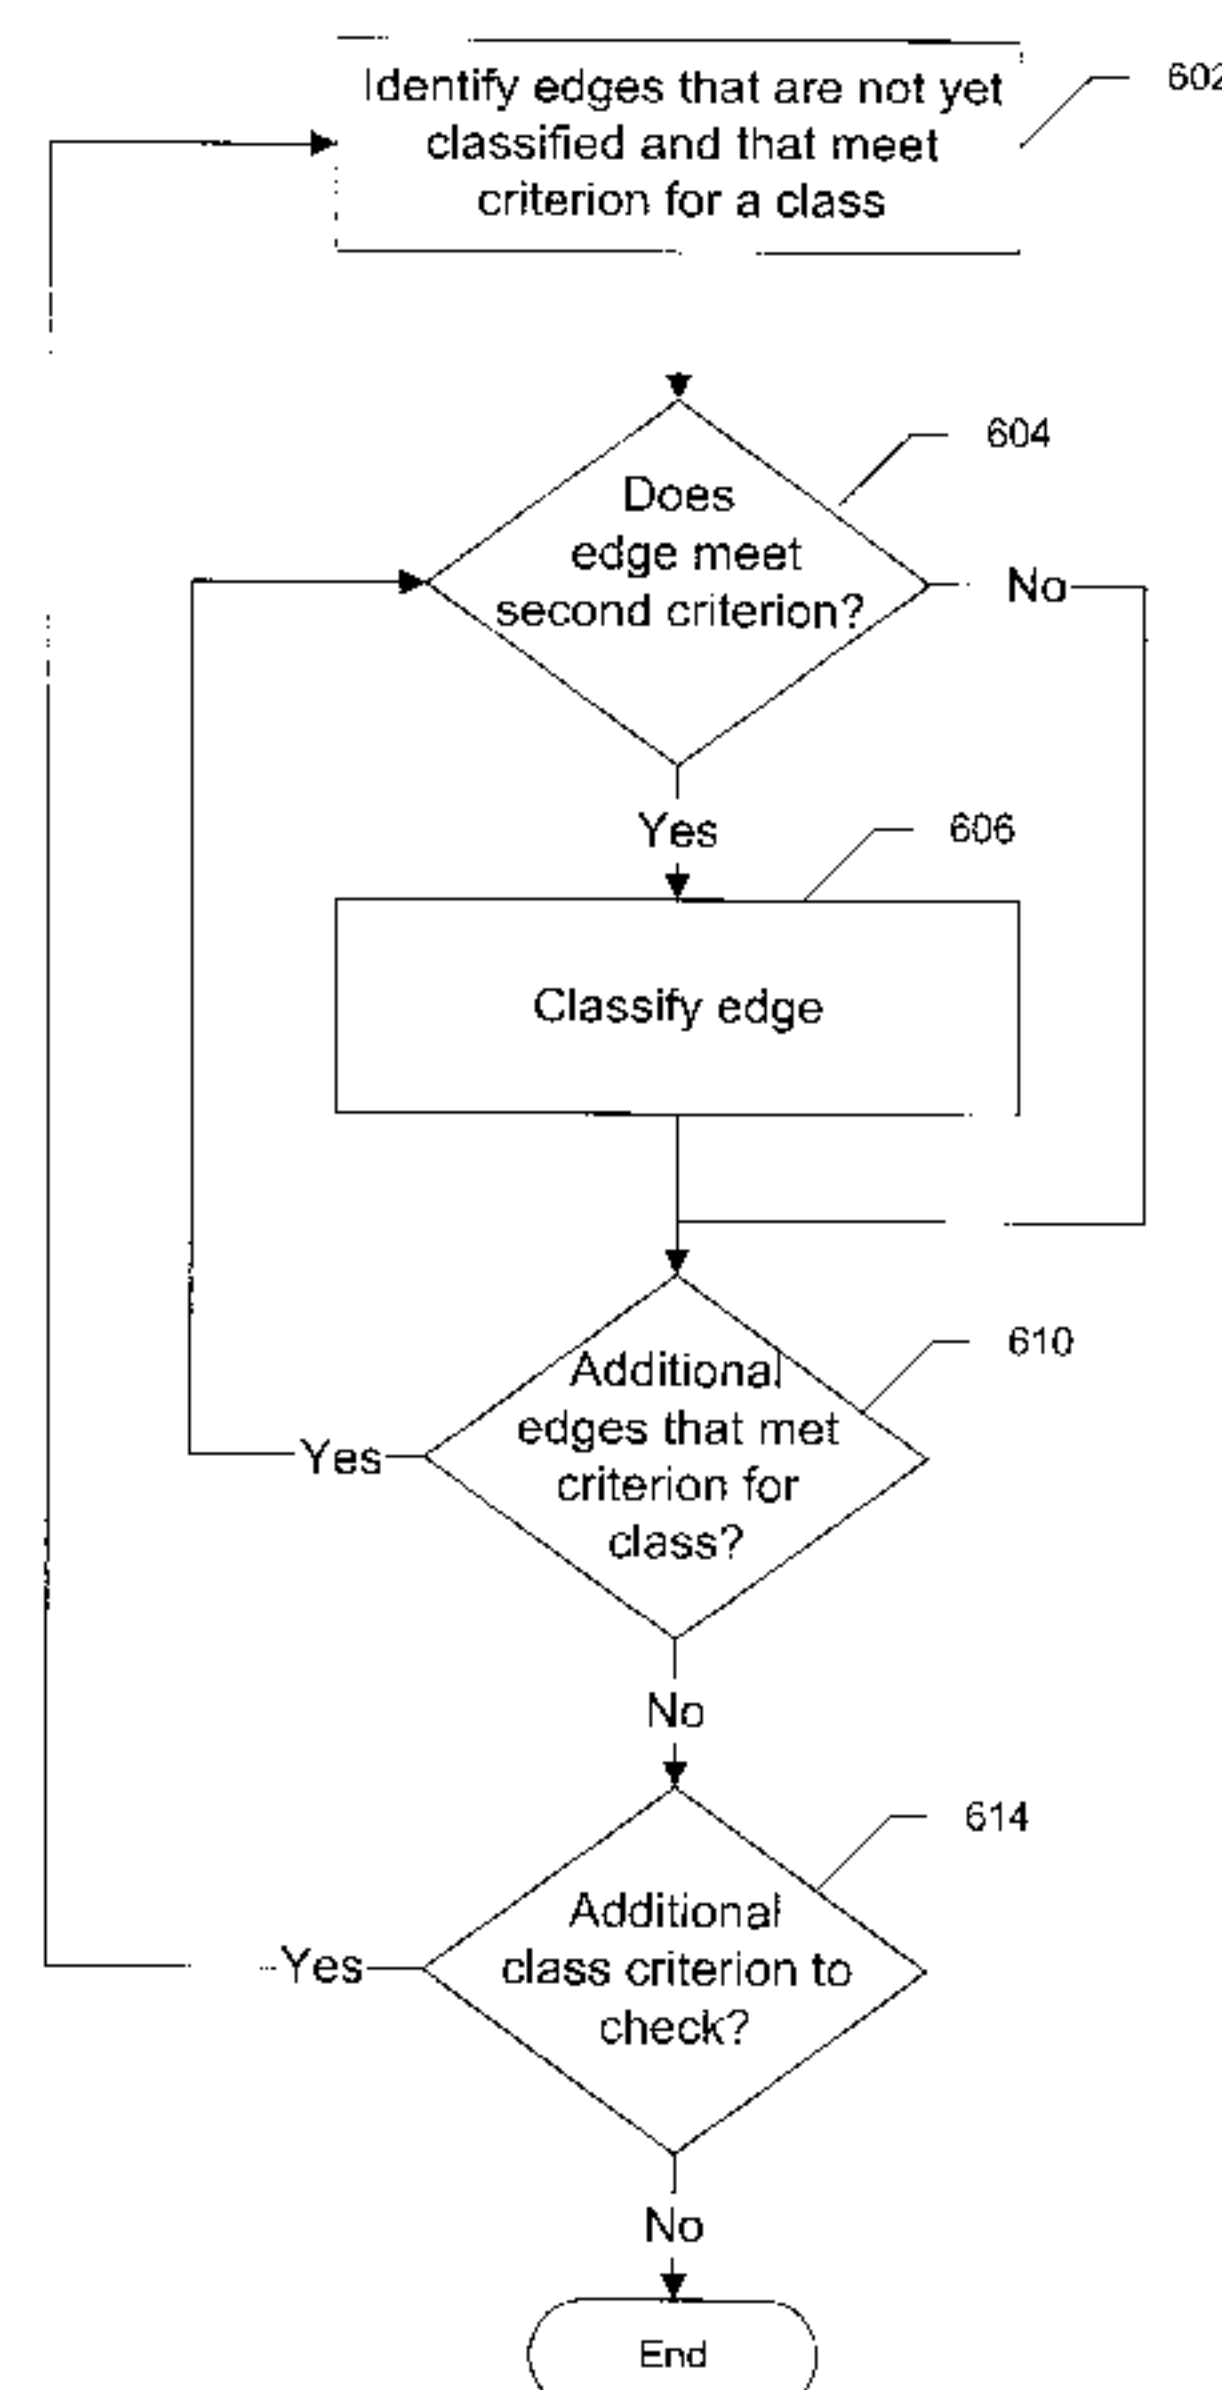 Identify edges that are not yet
classified and that meet
criterion for a class
602
604
Does
edge meet
second criterion?
No
Yes
606
Classify edge
610
Additional
edges that met
criterion for
class?
Yes
No
614
Additional
class criterion to
check?
Yes
No
End